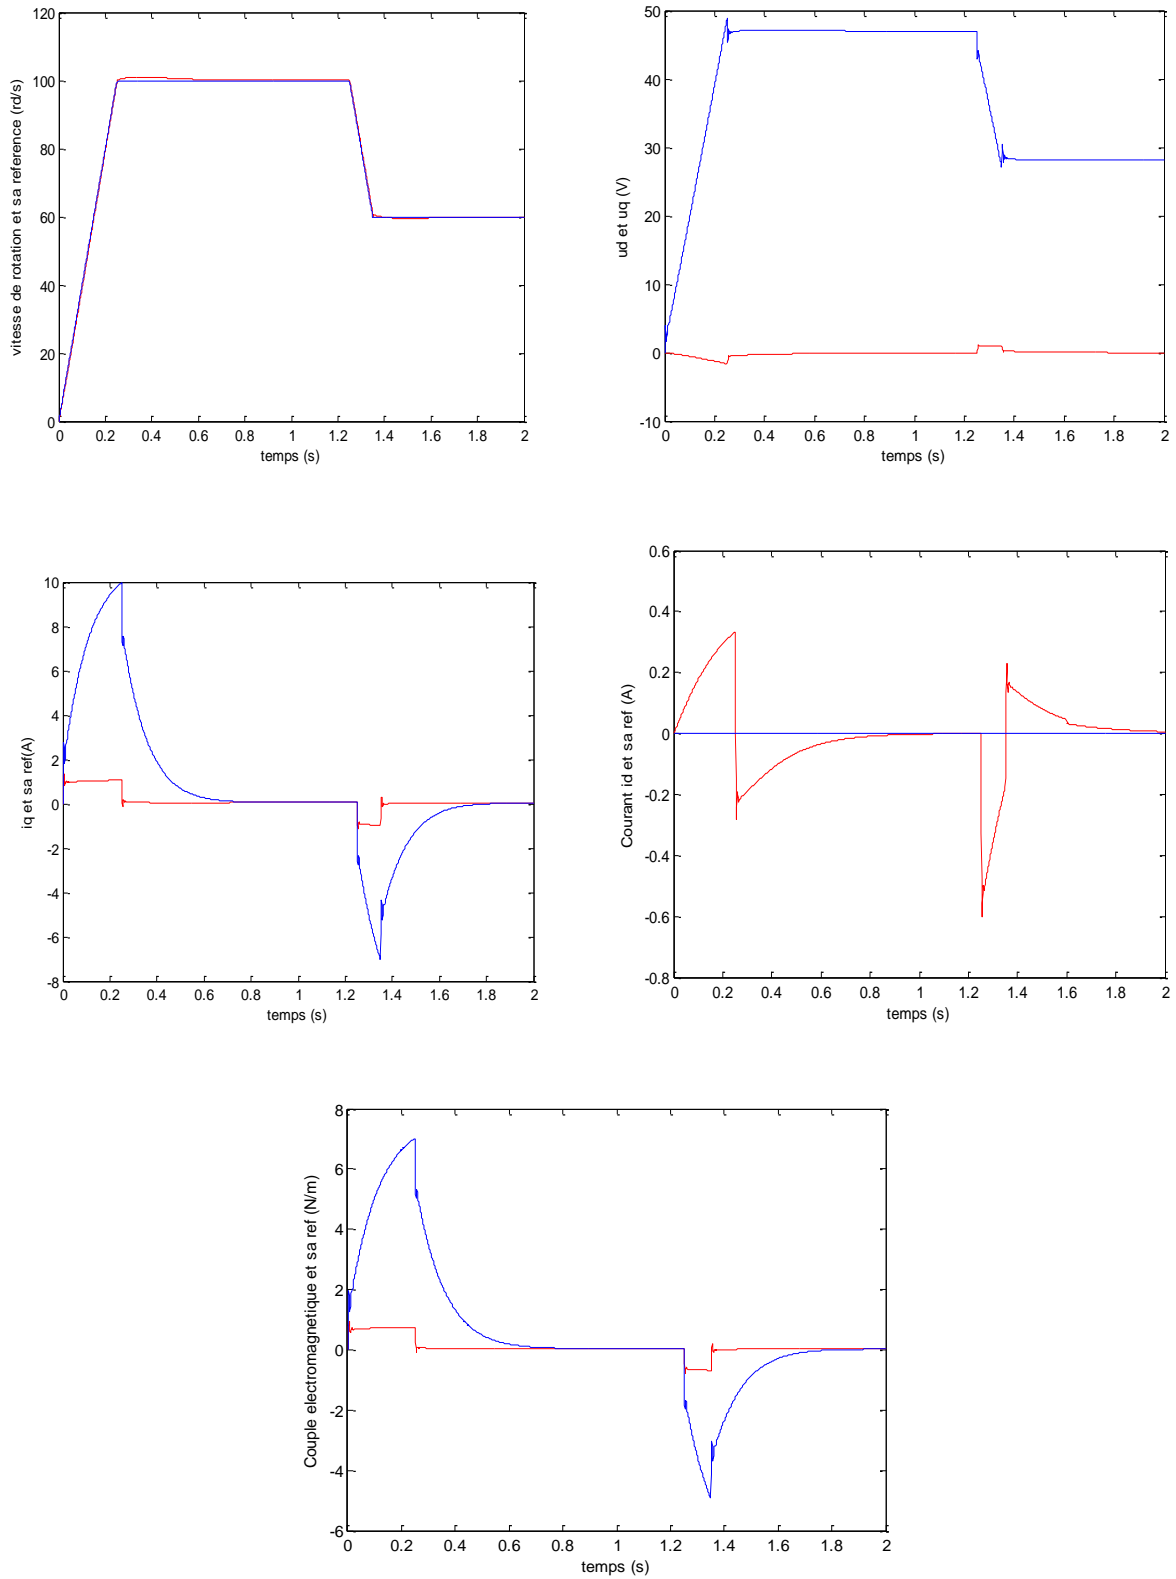 120
100
80
60
40
20
0
0 0.2 0.4 0.6 0.8 1 1.2 1.4 1.6 1.8 2
temps (s)
vitesse de rotation et sa reference (rd/s)
50
40
30
20
10
0
-10
0 0.2 0.4 0.6 0.8 1 1.2 1.4 1.6 1.8 2
temps (s)
ud et uq (V)
10
8
6
4
2
0
-2
-4
-6
-8
0 0.2 0.4 0.6 0.8 1 1.2 1.4 1.6 1.8 2
temps (s)
iq et sa ref(A)
0.6
0.4
0.2
0
-0.2
-0.4
-0.6
-0.8
0 0.2 0.4 0.6 0.8 1 1.2 1.4 1.6 1.8 2
temps (s)
Courant id et sa ref (A)
8
6
4
2
0
-2
-4
-6
0 0.2 0.4 0.6 0.8 1 1.2 1.4 1.6 1.8 2
temps (s)
Couple electromagnetique et sa ref (N/m)